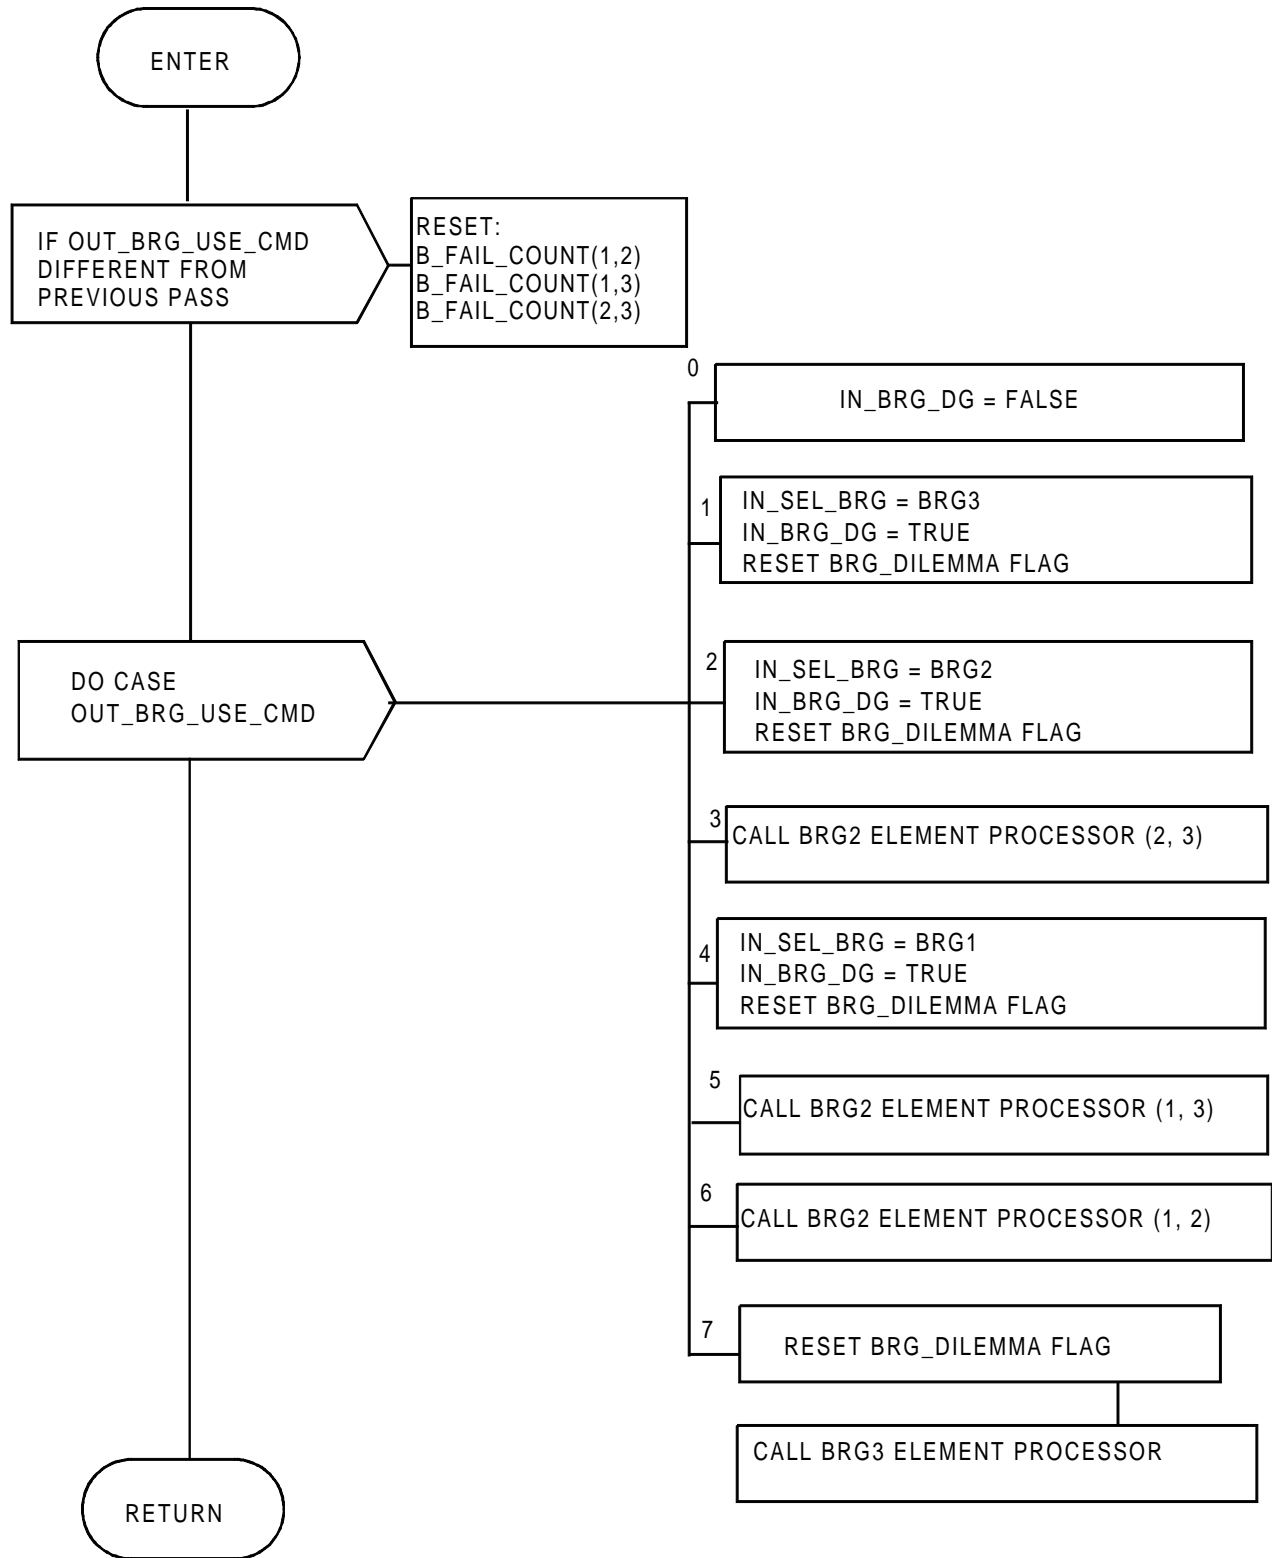 ENTER
IF OUT_BRG_USE_CMD
DIFFERENT FROM
PREVIOUS PASS
RESET:
B_FAIL_COUNT(1,2)
B_FAIL_COUNT(1,3)
B_FAIL_COUNT(2,3)
DO CASE
OUT_BRG_USE_CMD
0
IN_BRG_DG = FALSE
1
IN_SEL_BRG = BRG3
IN_BRG_DG = TRUE
RESET BRG_DILEMMA FLAG
2
IN_SEL_BRG = BRG2
IN_BRG_DG = TRUE
RESET BRG_DILEMMA FLAG
3
CALL BRG2 ELEMENT PROCESSOR (2, 3)
4
IN_SEL_BRG = BRG1
IN_BRG_DG = TRUE
RESET BRG_DILEMMA FLAG
5
CALL BRG2 ELEMENT PROCESSOR (1, 3)
6
CALL BRG2 ELEMENT PROCESSOR (1, 2)
7
RESET BRG_DILEMMA FLAG
CALL BRG3 ELEMENT PROCESSOR
RETURN